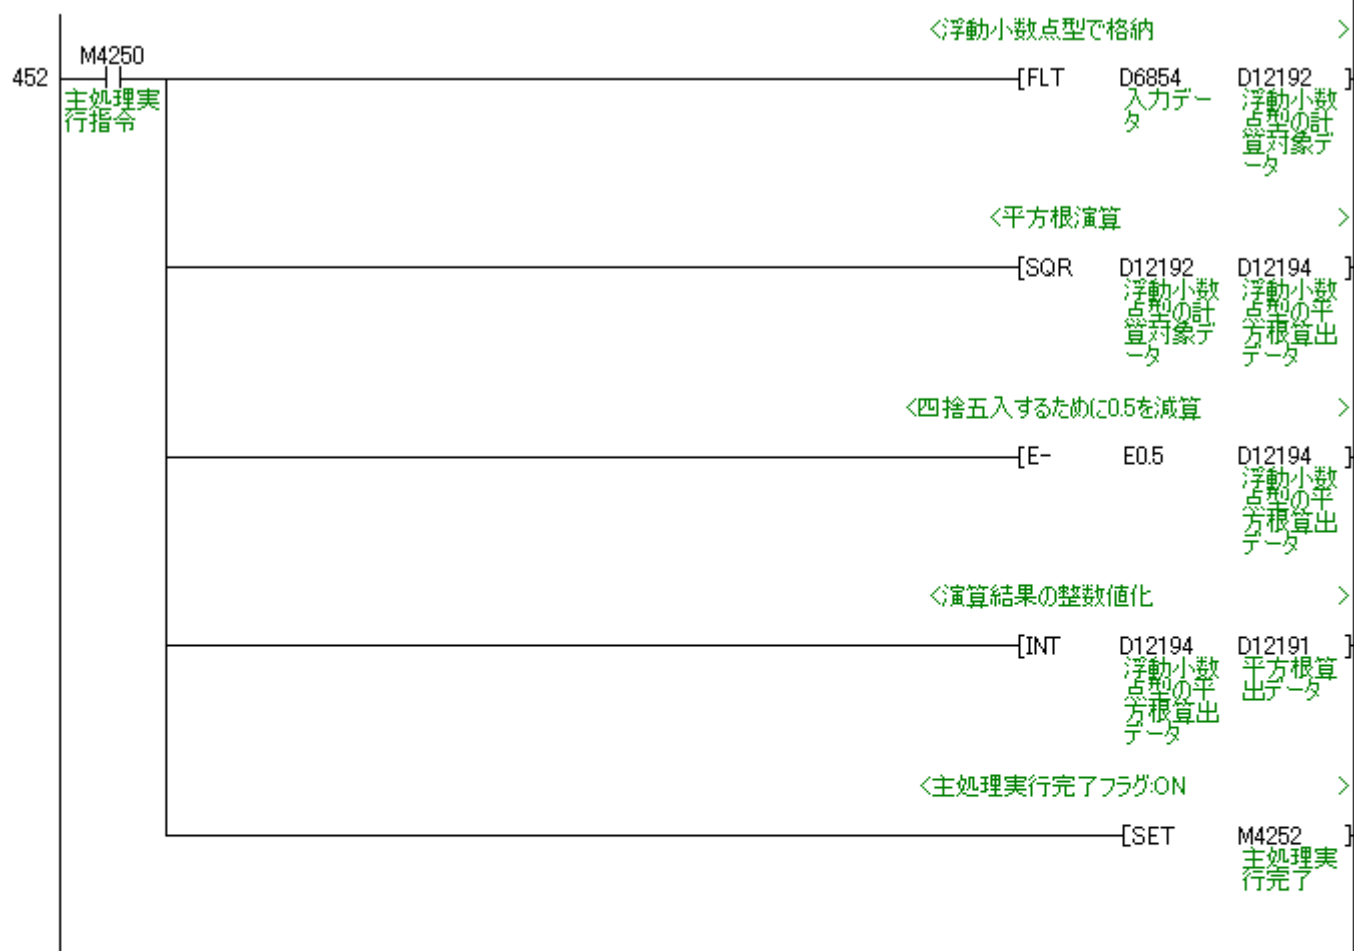 <浮動小数点型で格納 >
M4250
452
[FLT D6854 D12192 ]
主処理実
行指令
入力デー
タ
浮動小数
点型の計
算対象デ
ータ
<平方根演算 >
[SQR D12192 D12194 ]
浮動小数
点型の計
算対象デ
ータ
浮動小数
点型の平
方根算出
データ
<四捨五入するために0.5を減算 >
[E- E0.5 D12194 ]
浮動小数
点型の平
方根算出
データ
<演算結果の整数値化 >
[INT D12194 D12191 ]
浮動小数
点型の平
方根算出
データ
平方根算
出データ
<主処理実行完了フラグ:ON >
[SET M4252 ]
主処理実
行完了